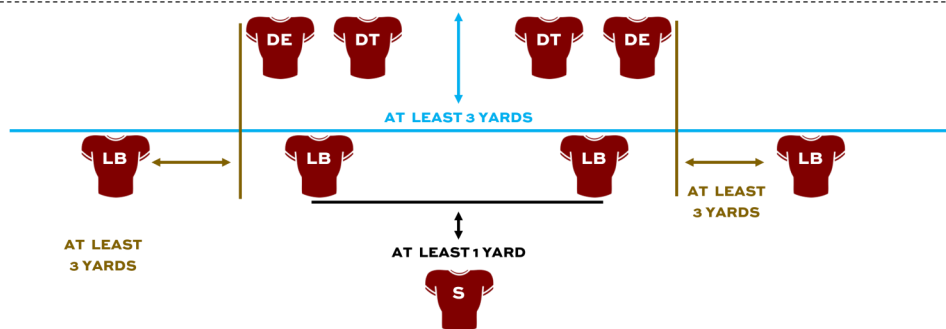 DE DT DT DE
AT LEAST 3 YARDS
LB LB LB LB
AT LEAST
3 YARDS
AT LEAST
3 YARDS
AT LEAST 1 YARD
S